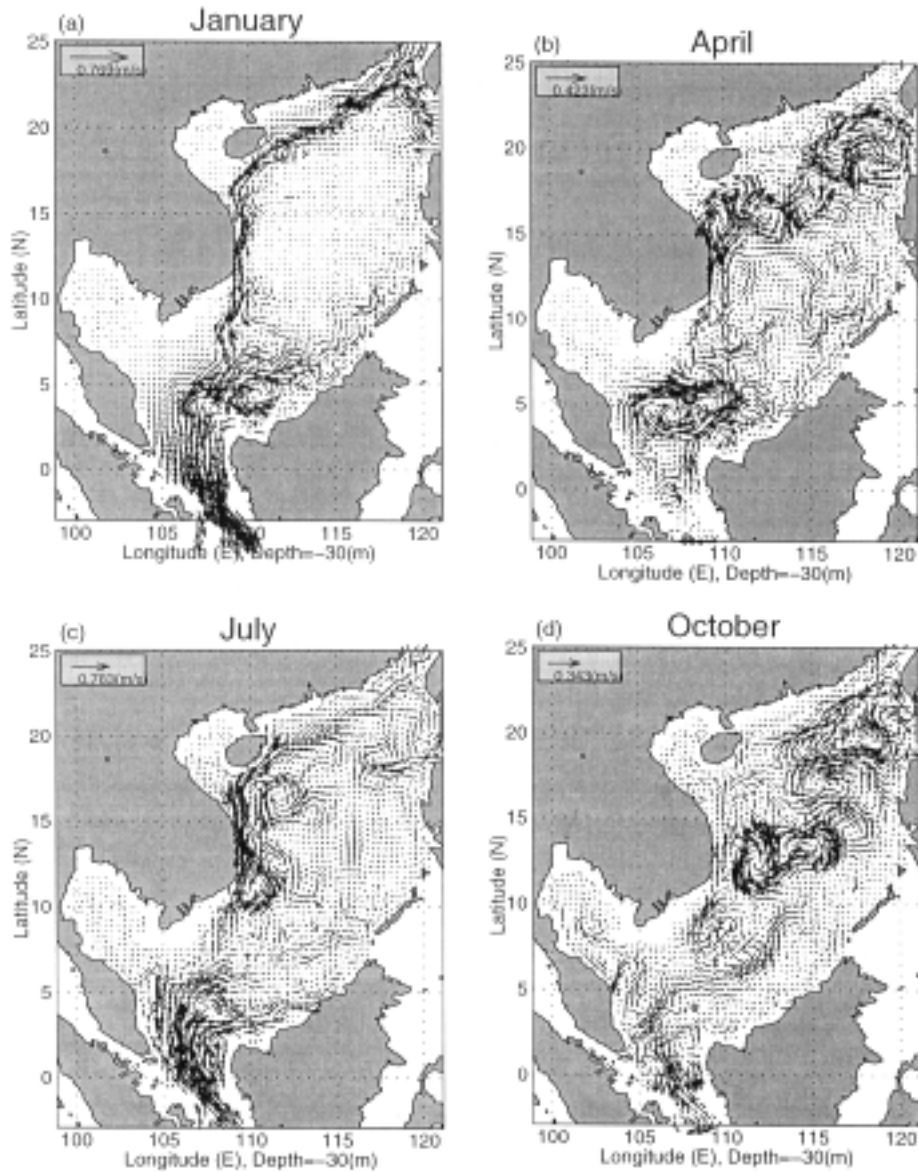 (a)
January
0.769(m/s)
25
20
15
10
5
0
Latitude (N)
100
105
110
115
120
Longitude (E), Depth=-30(m)
(b)
April
0.423(m/s)
25
20
15
10
5
0
Latitude (N)
100
105
110
115
120
Longitude (E), Depth=-30(m)
(c)
July
0.763(m/s)
25
20
15
10
5
0
Latitude (N)
100
105
110
115
120
Longitude (E), Depth=-30(m)
(d)
October
0.343(m/s)
25
20
15
10
5
0
Latitude (N)
100
105
110
115
120
Longitude (E), Depth=-30(m)